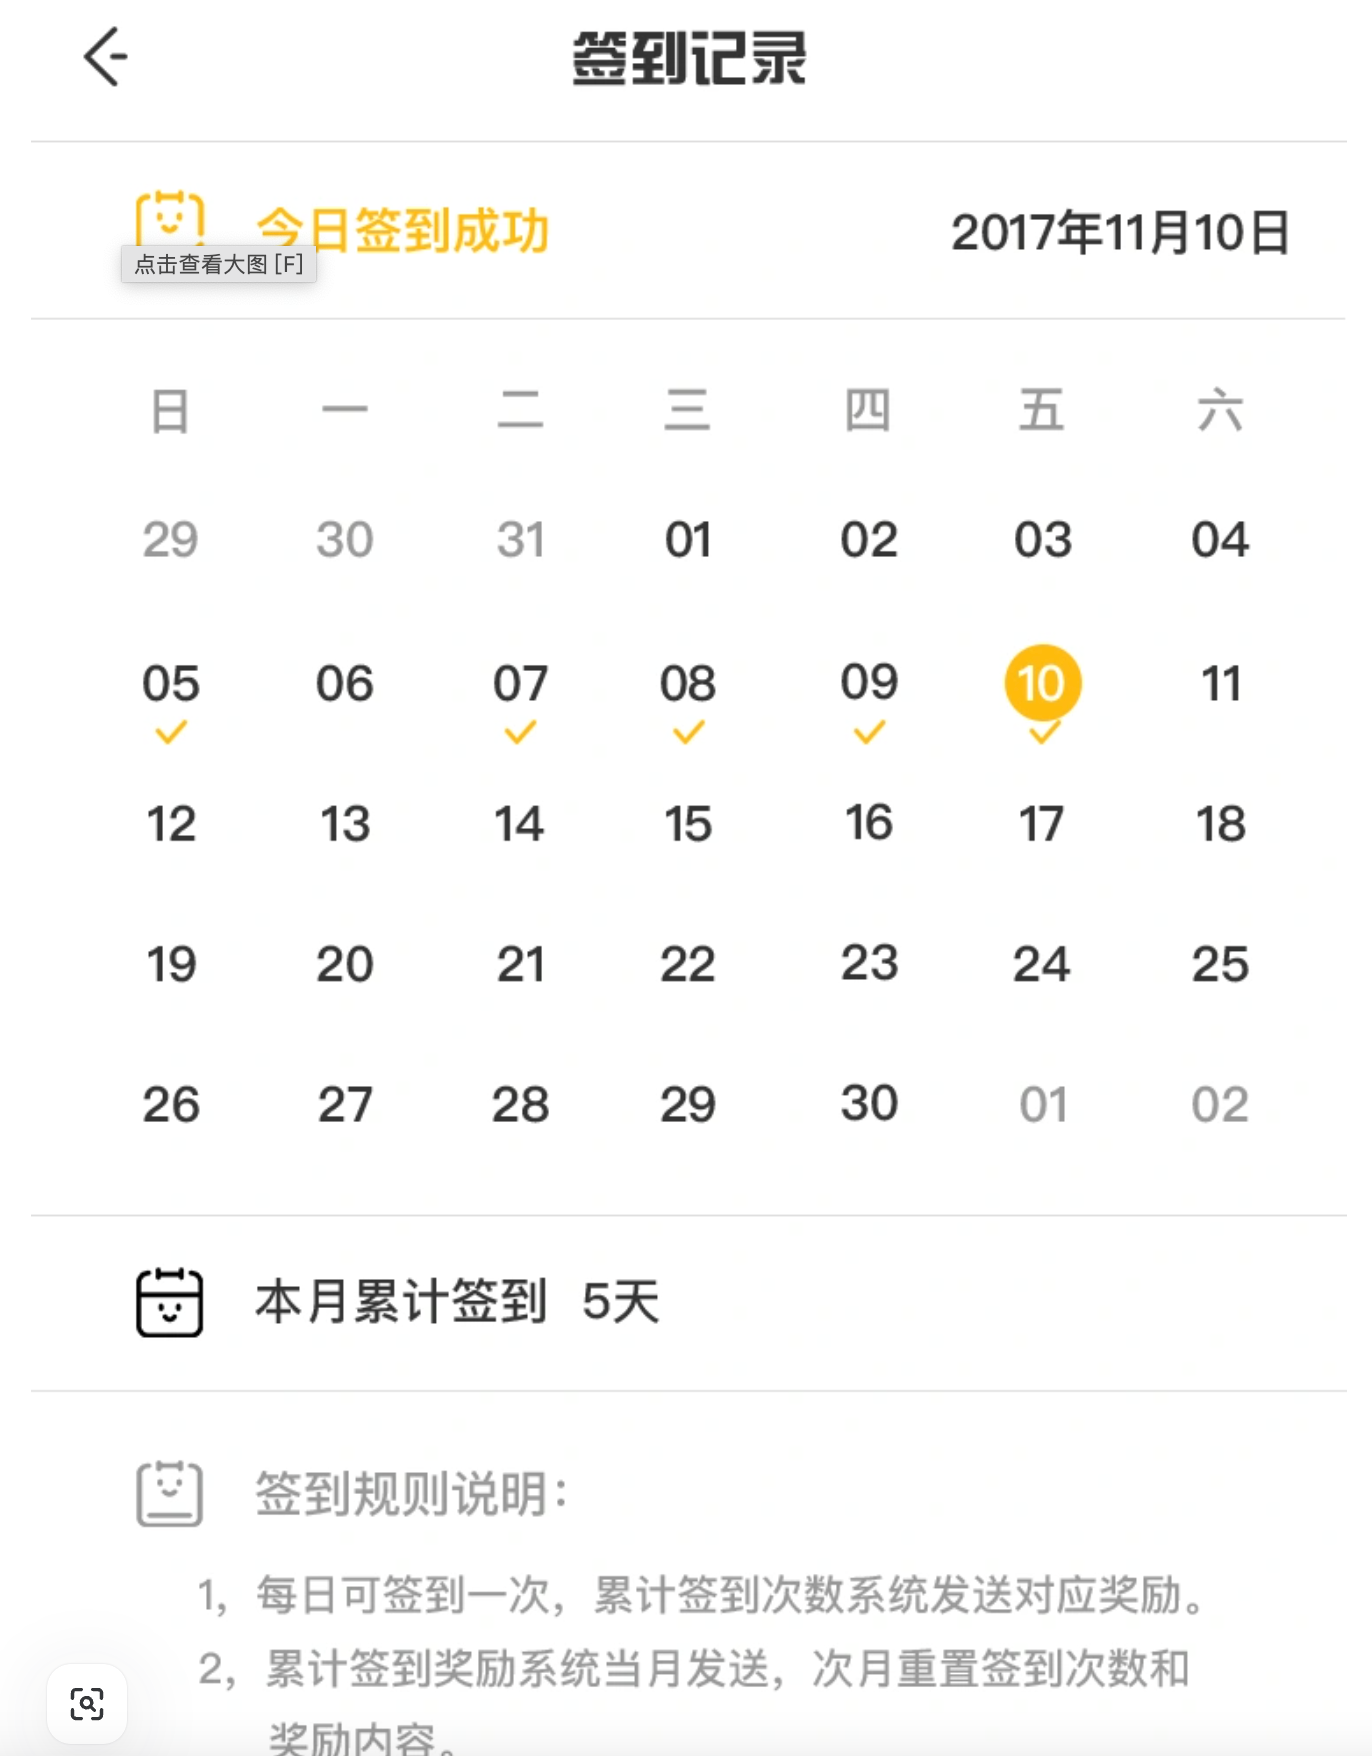 签到记录
今日签到成功 2017年11月10日
点击查看大图 [F]
日 一 二 三 四 五 六
29 30 31 01 02 03 04
05 06 07 08 09 10 11
12 13 14 15 16 17 18
19 20 21 22 23 24 25
26 27 28 29 30 01 02
本月累计签到 5天
签到规则说明：
1，每日可签到一次，累计签到次数系统发送对应奖励。
2，累计签到奖励系统当月发送，次月重置签到次数和
奖励内容。